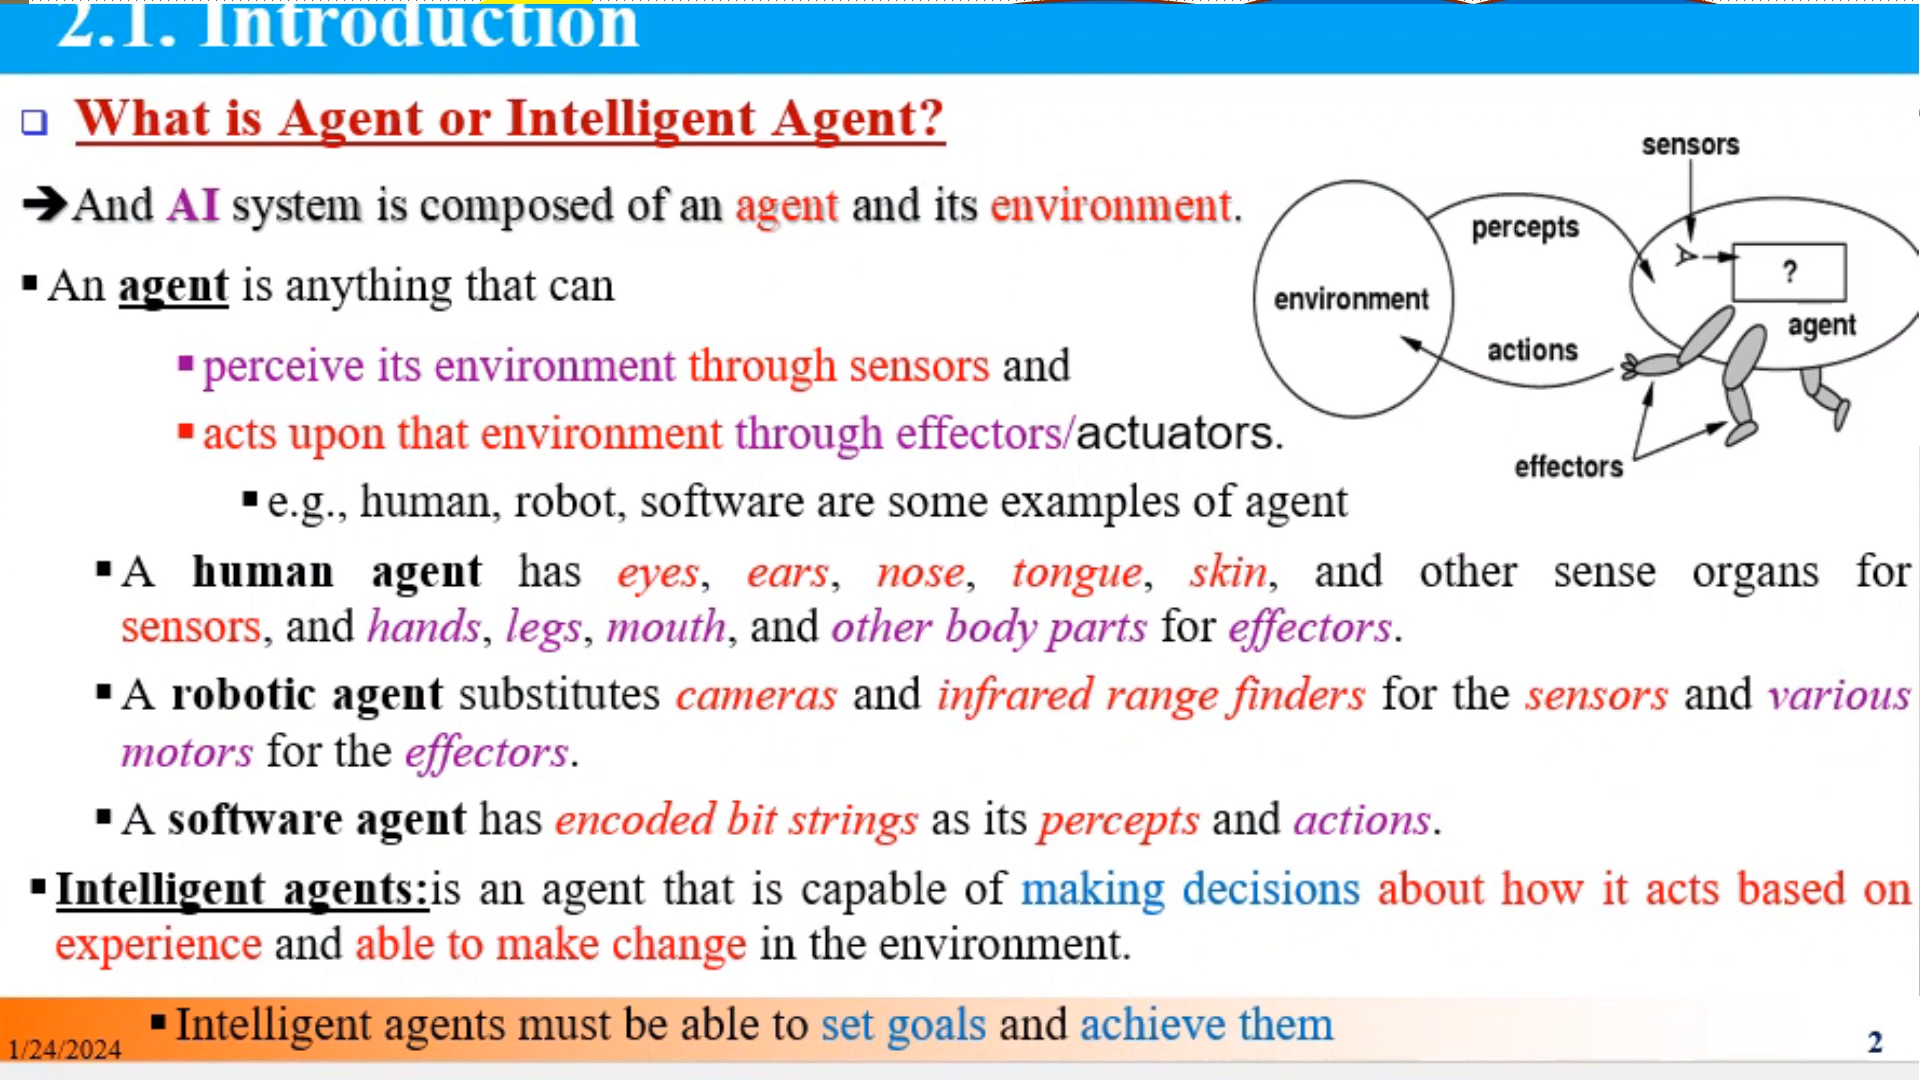 2.1. Introduction
❑ What is Agent or Intelligent Agent?
➔And AI system is composed of an agent and its environment.
▪ An agent is anything that can
▪ perceive its environment through sensors and
▪ acts upon that environment through effectors/actuators.
▪ e.g., human, robot, software are some examples of agent
▪ A human agent has eyes, ears, nose, tongue, skin, and other sense organs for
sensors, and hands, legs, mouth, and other body parts for effectors.
▪ A robotic agent substitutes cameras and infrared range finders for the sensors and various
motors for the effectors.
▪ A software agent has encoded bit strings as its percepts and actions.
▪ Intelligent agents:is an agent that is capable of making decisions about how it acts based on
experience and able to make change in the environment.
▪ Intelligent agents must be able to set goals and achieve them
sensors
percepts
?
environment
agent
actions
effectors
1/24/2024
2